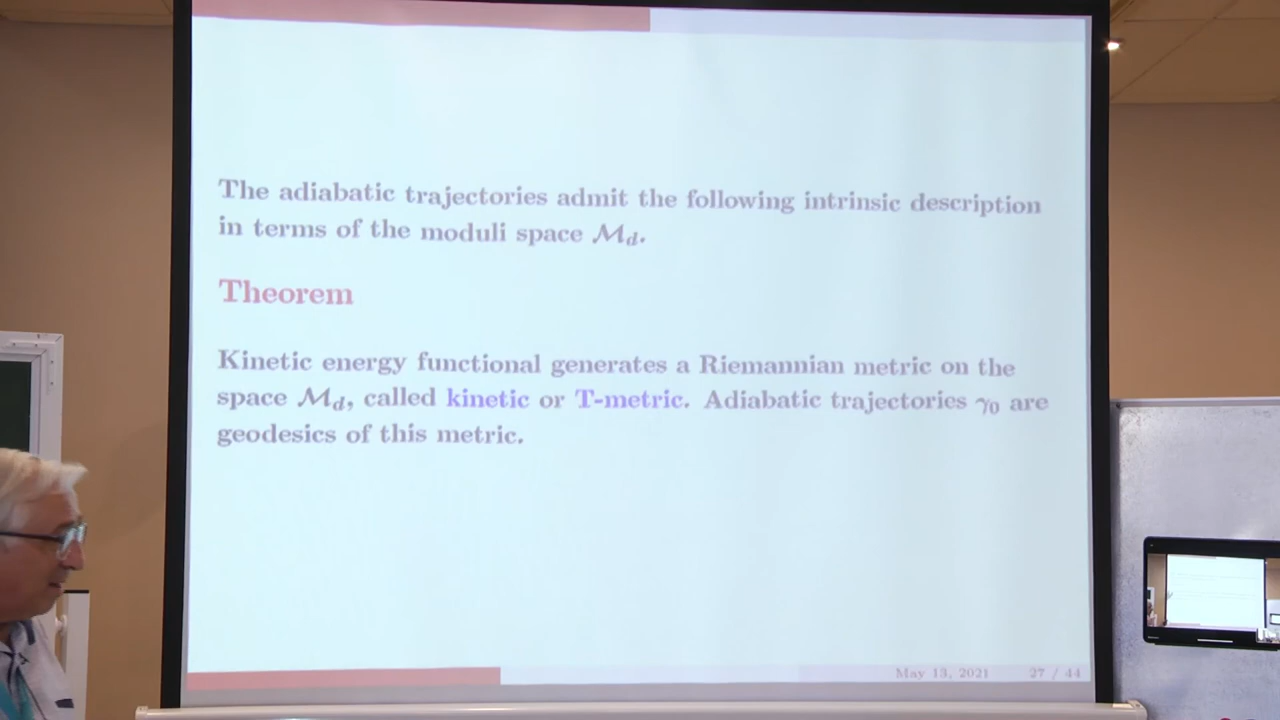 The adiabatic trajectories admit the following intrinsic description
in terms of the moduli space ℳ_d.
Theorem
Kinetic energy functional generates a Riemannian metric on the
space ℳ_d, called kinetic or T-metric. Adiabatic trajectories γ₀ are
geodesics of this metric.
May 13, 2021 27 / 44